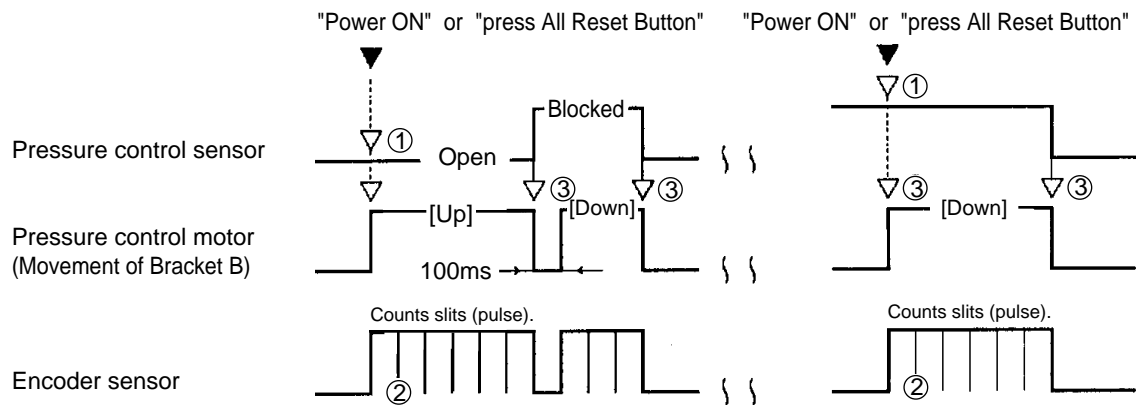 "Power ON" or "press All Reset Button" "Power ON" or "press All Reset Button"
① 
Blocked
Pressure control sensor ① Open
③ ③ ③ ③
[Up] [Down] [Down]
Pressure control motor
(Movement of Bracket B)
100ms
Counts slits (pulse). Counts slits (pulse).
Encoder sensor ② ②